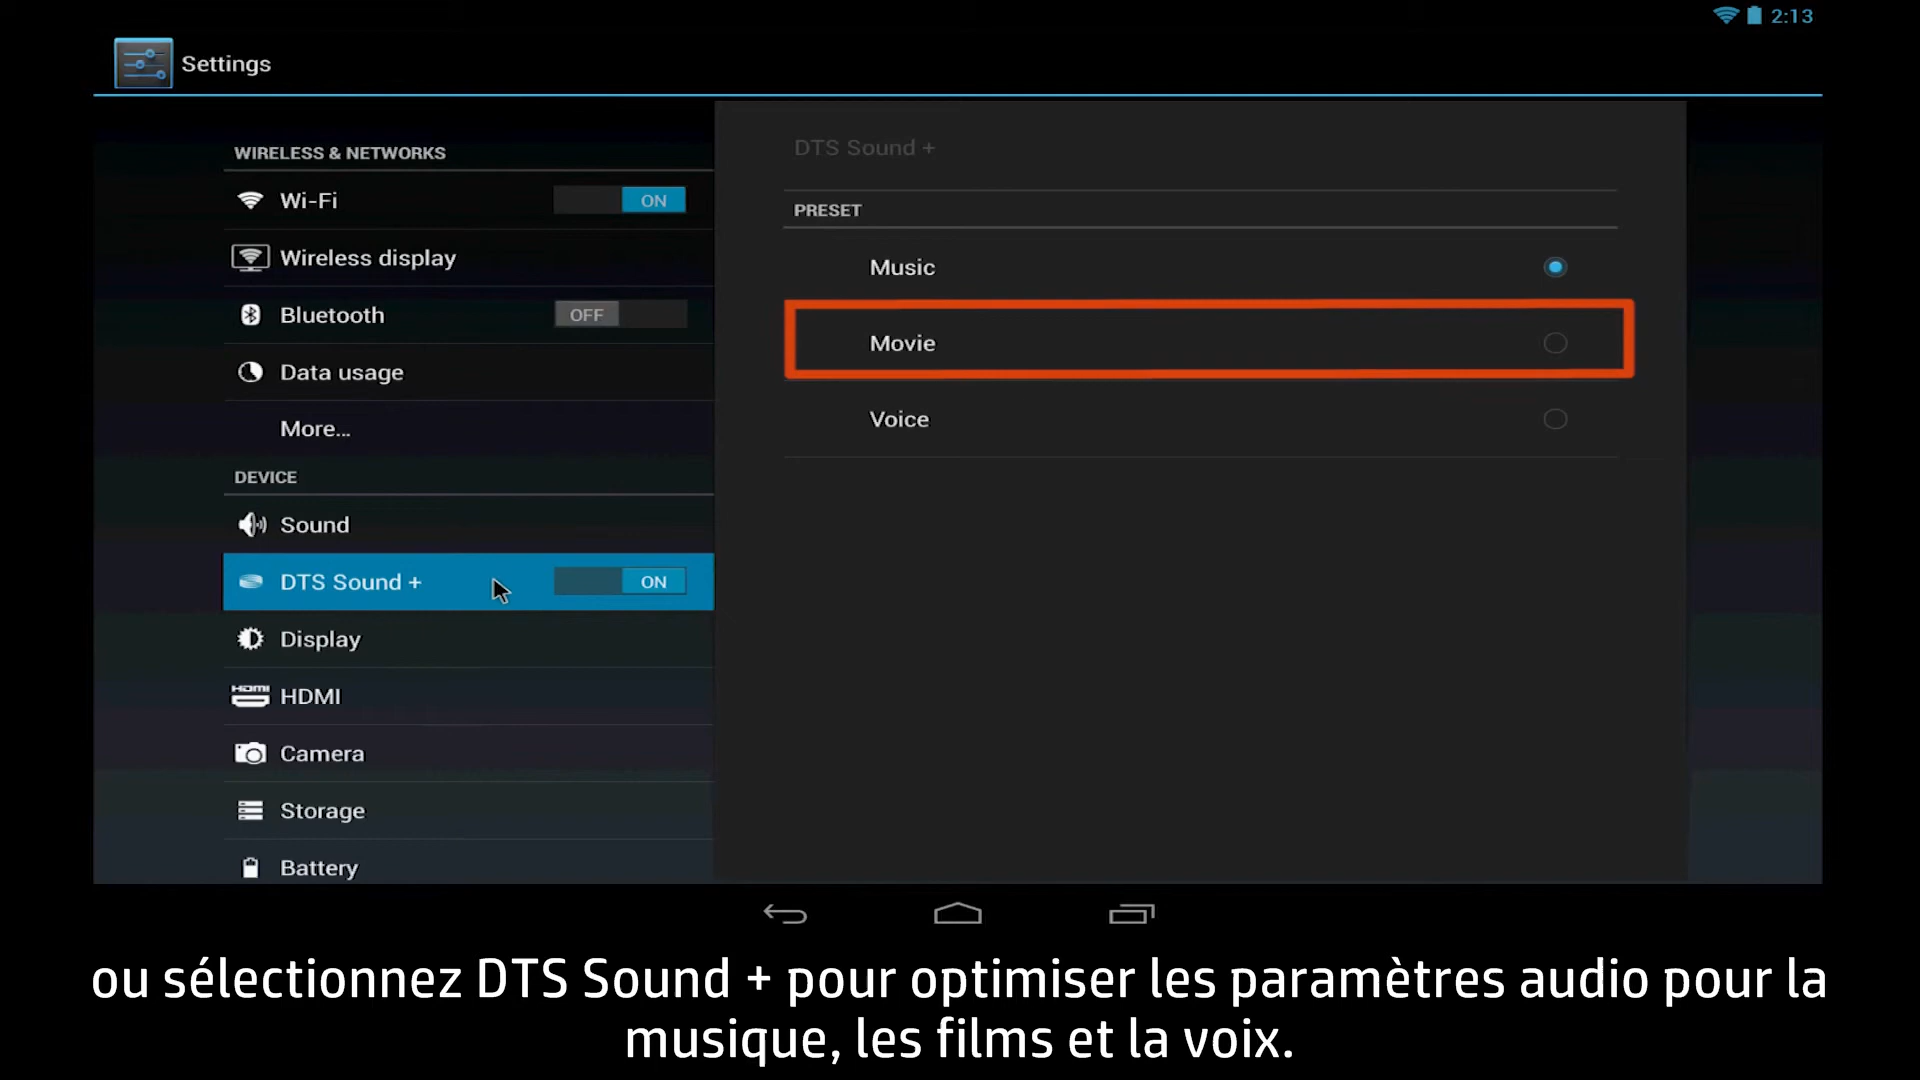 2:13
Settings
WIRELESS & NETWORKS
Wi-Fi ON
Wireless display
Bluetooth OFF
Data usage
More...
DEVICE
Sound
DTS Sound + ON
Display
HDMI HDMI
Camera
Storage
Battery
DTS Sound +
PRESET
Music
Movie
Voice
ou sélectionnez DTS Sound + pour optimiser les paramètres audio pour la
musique, les films et la voix.